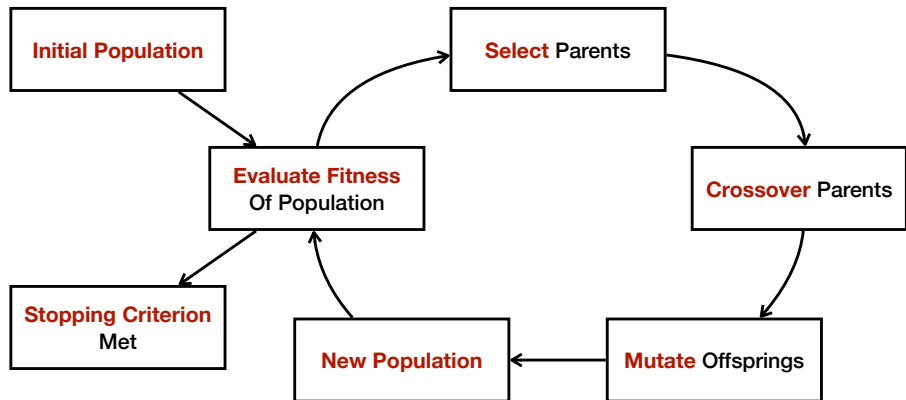 Initial Population
Select Parents
Evaluate Fitness
Of Population
Crossover Parents
Stopping Criterion
Met
New Population
Mutate Offsprings